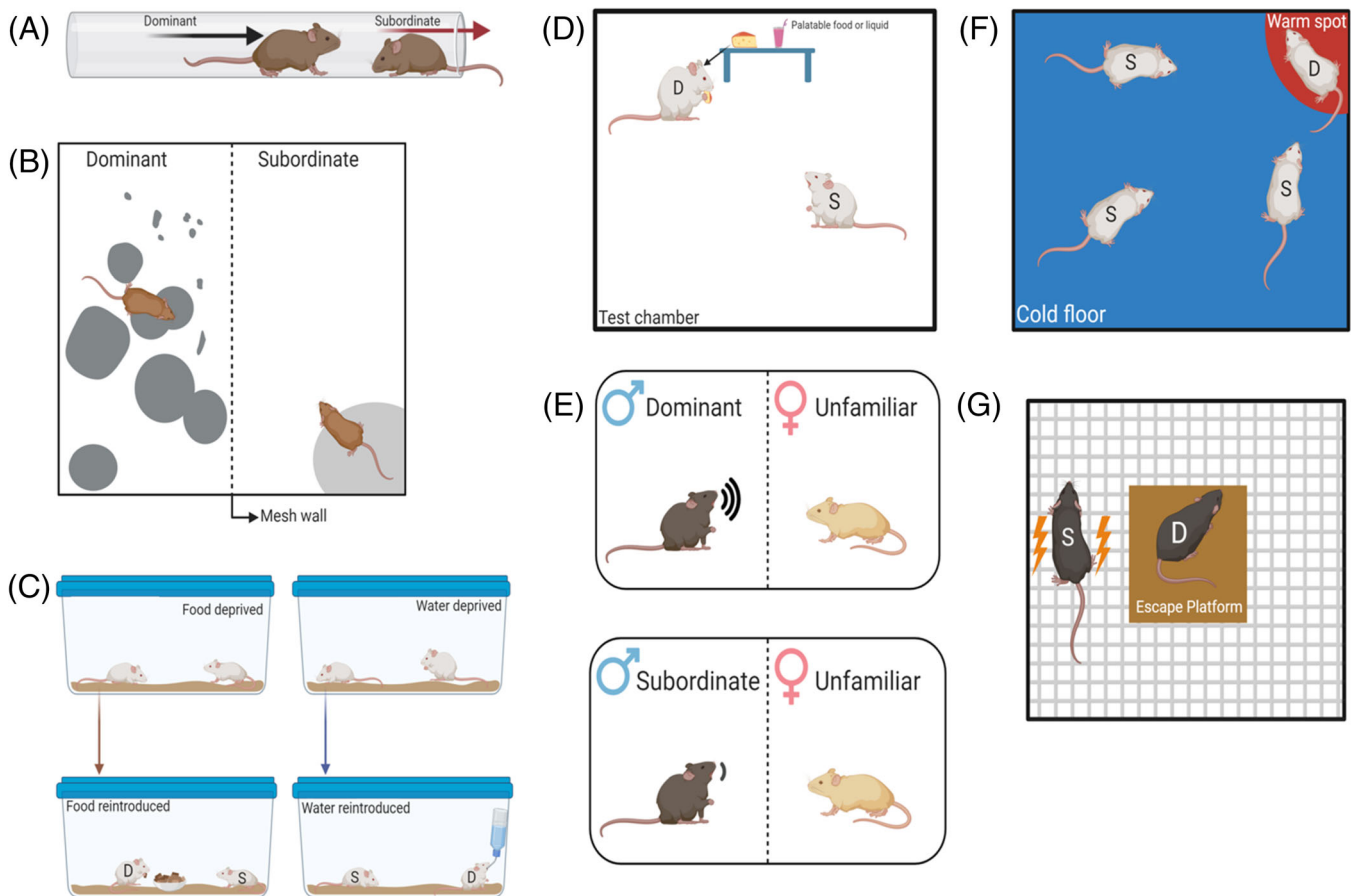 (A)
Dominant
Subordinate
(B)
Dominant
Subordinate
Mesh wall
(C)
Food deprived
Water deprived
Food reintroduced
D
S
Water reintroduced
S
D
(D)
Palatable food or liquid
D
S
Test chamber
(E)
Dominant
Unfamiliar
Subordinate
Unfamiliar
(F)
Warm spot
S
D
S
S
Cold floor
(G)
S
D
Escape Platform